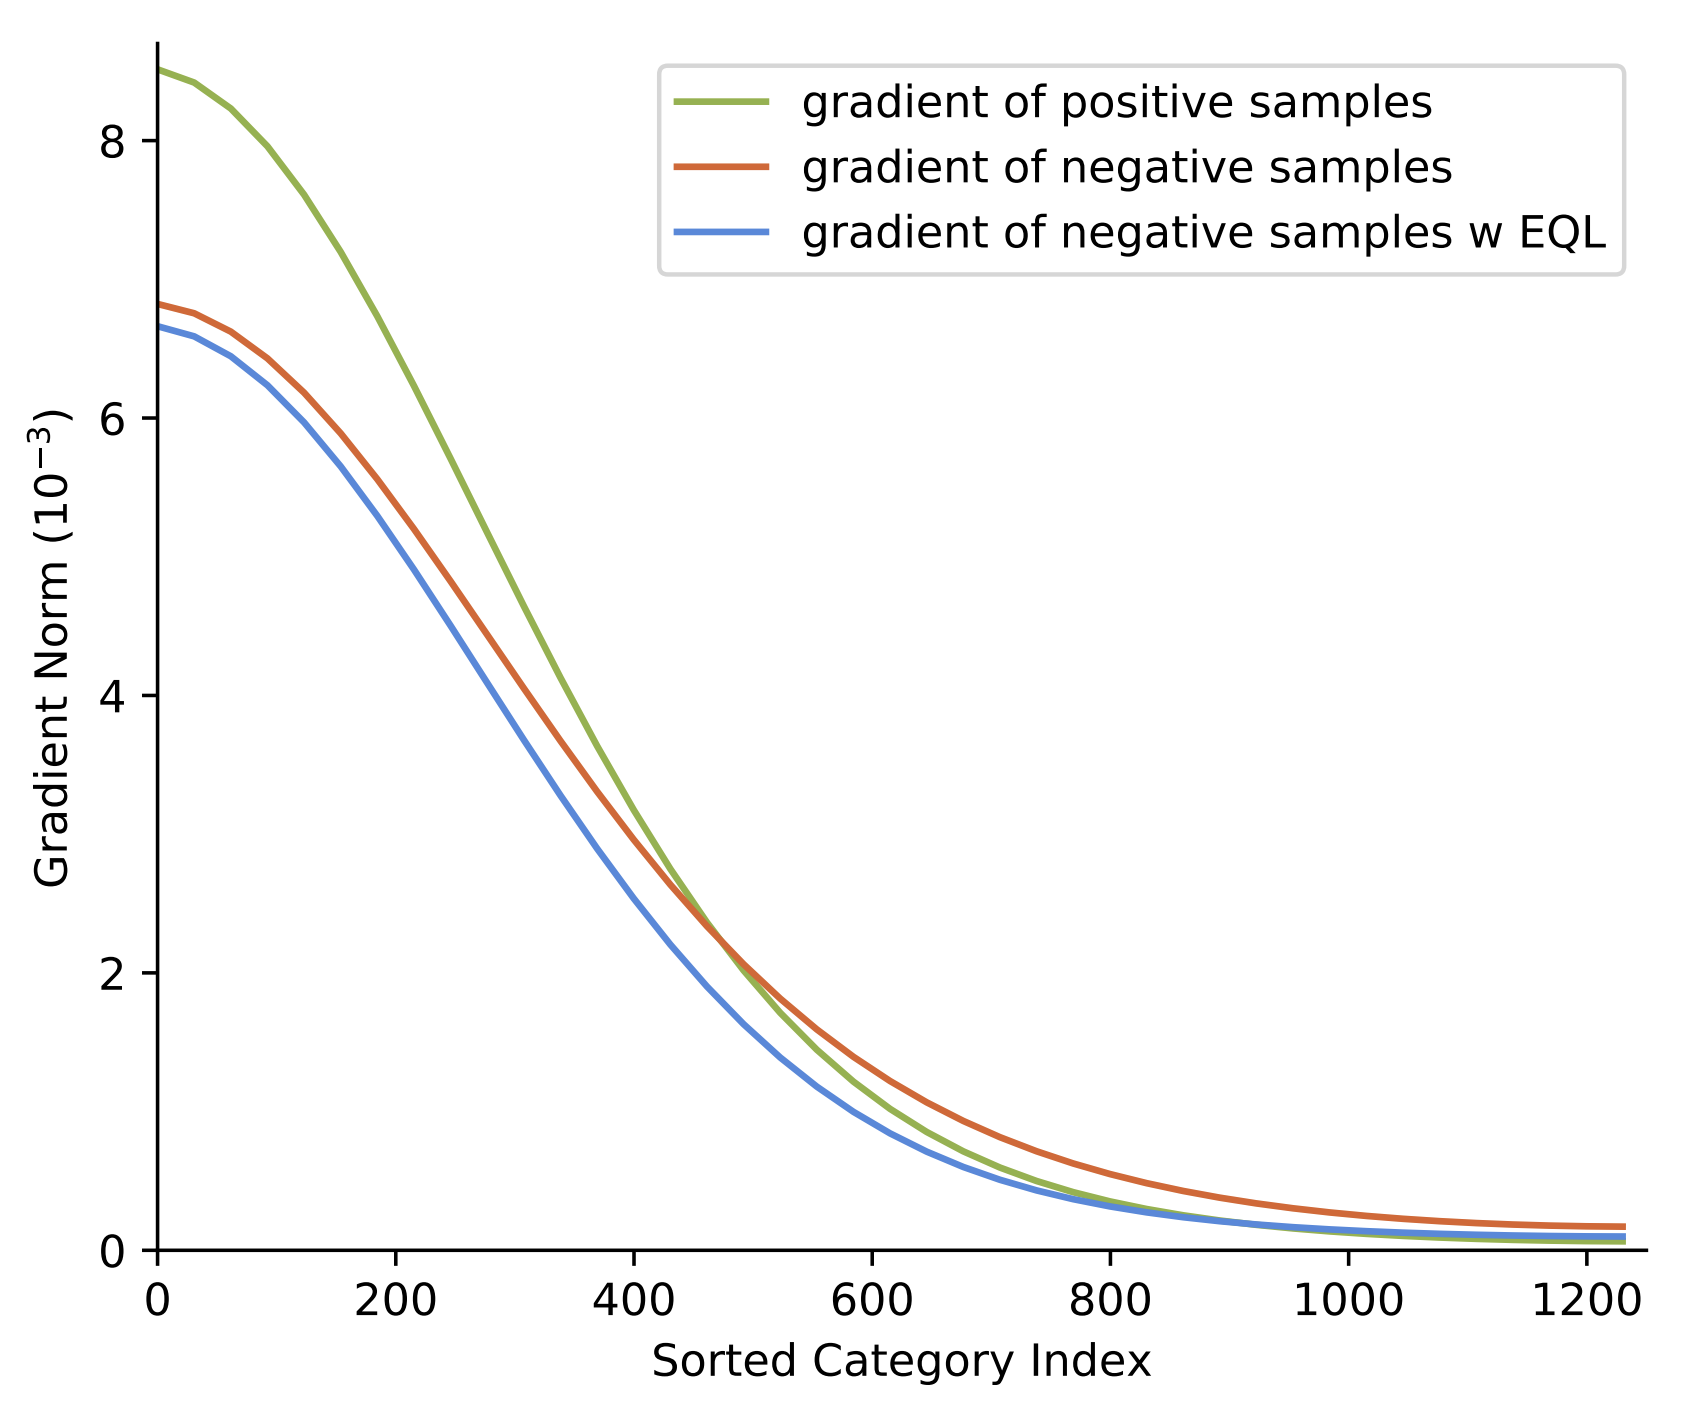 gradient of positive samples
gradient of negative samples
gradient of negative samples w EQL
8
6
4
2
0
Gradient Norm (10⁻³)
0 200 400 600 800 1000 1200
Sorted Category Index